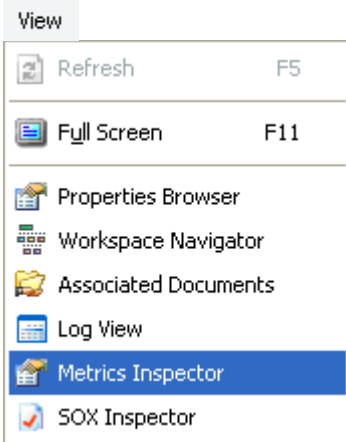 View
Refresh F5
Full Screen F11
Properties Browser
Workspace Navigator
Associated Documents
Log View
Metrics Inspector
SOX Inspector